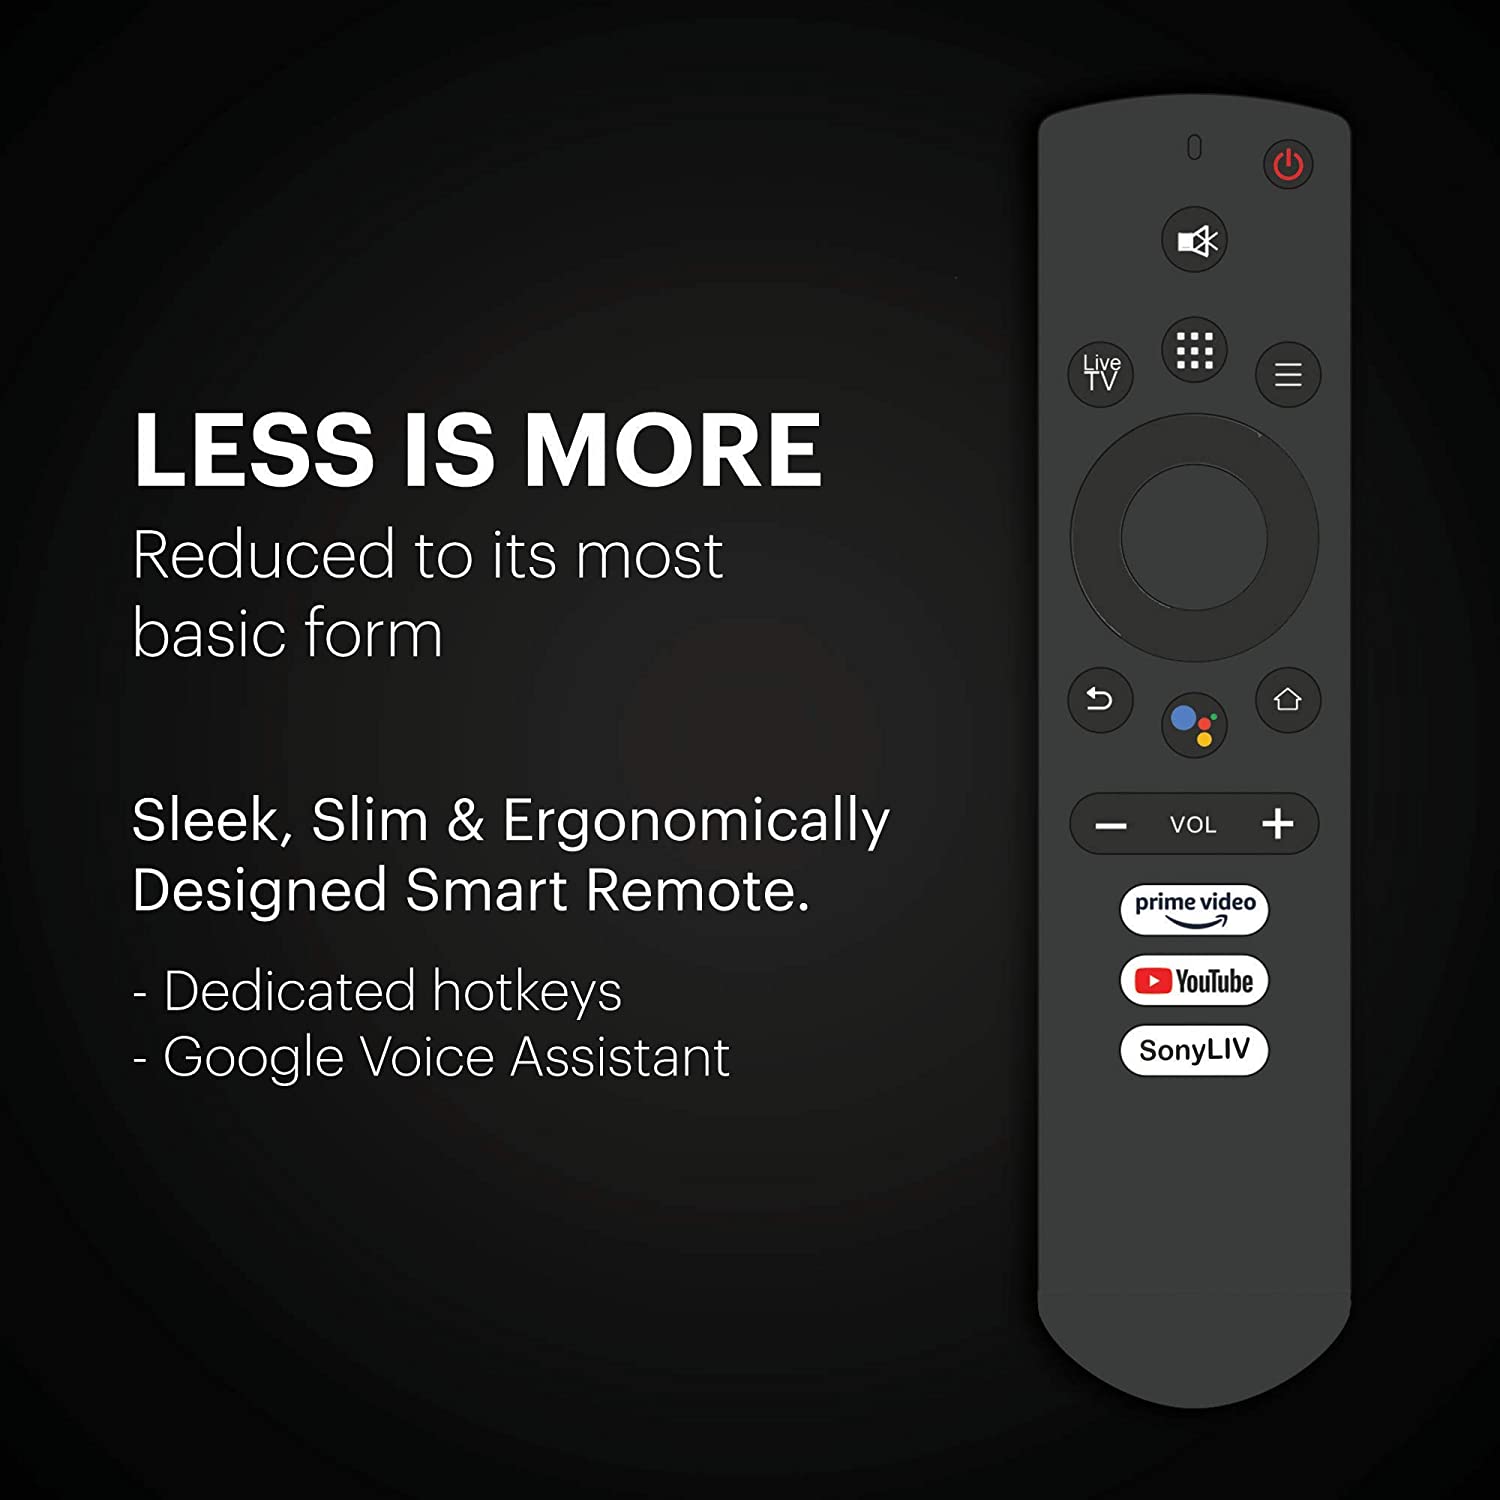 LESS IS MORE
Reduced to its most
basic form
Sleek, Slim & Ergonomically
Designed Smart Remote.
- Dedicated hotkeys
- Google Voice Assistant
Live
TV
VOL
prime video
YouTube
SonyLIV